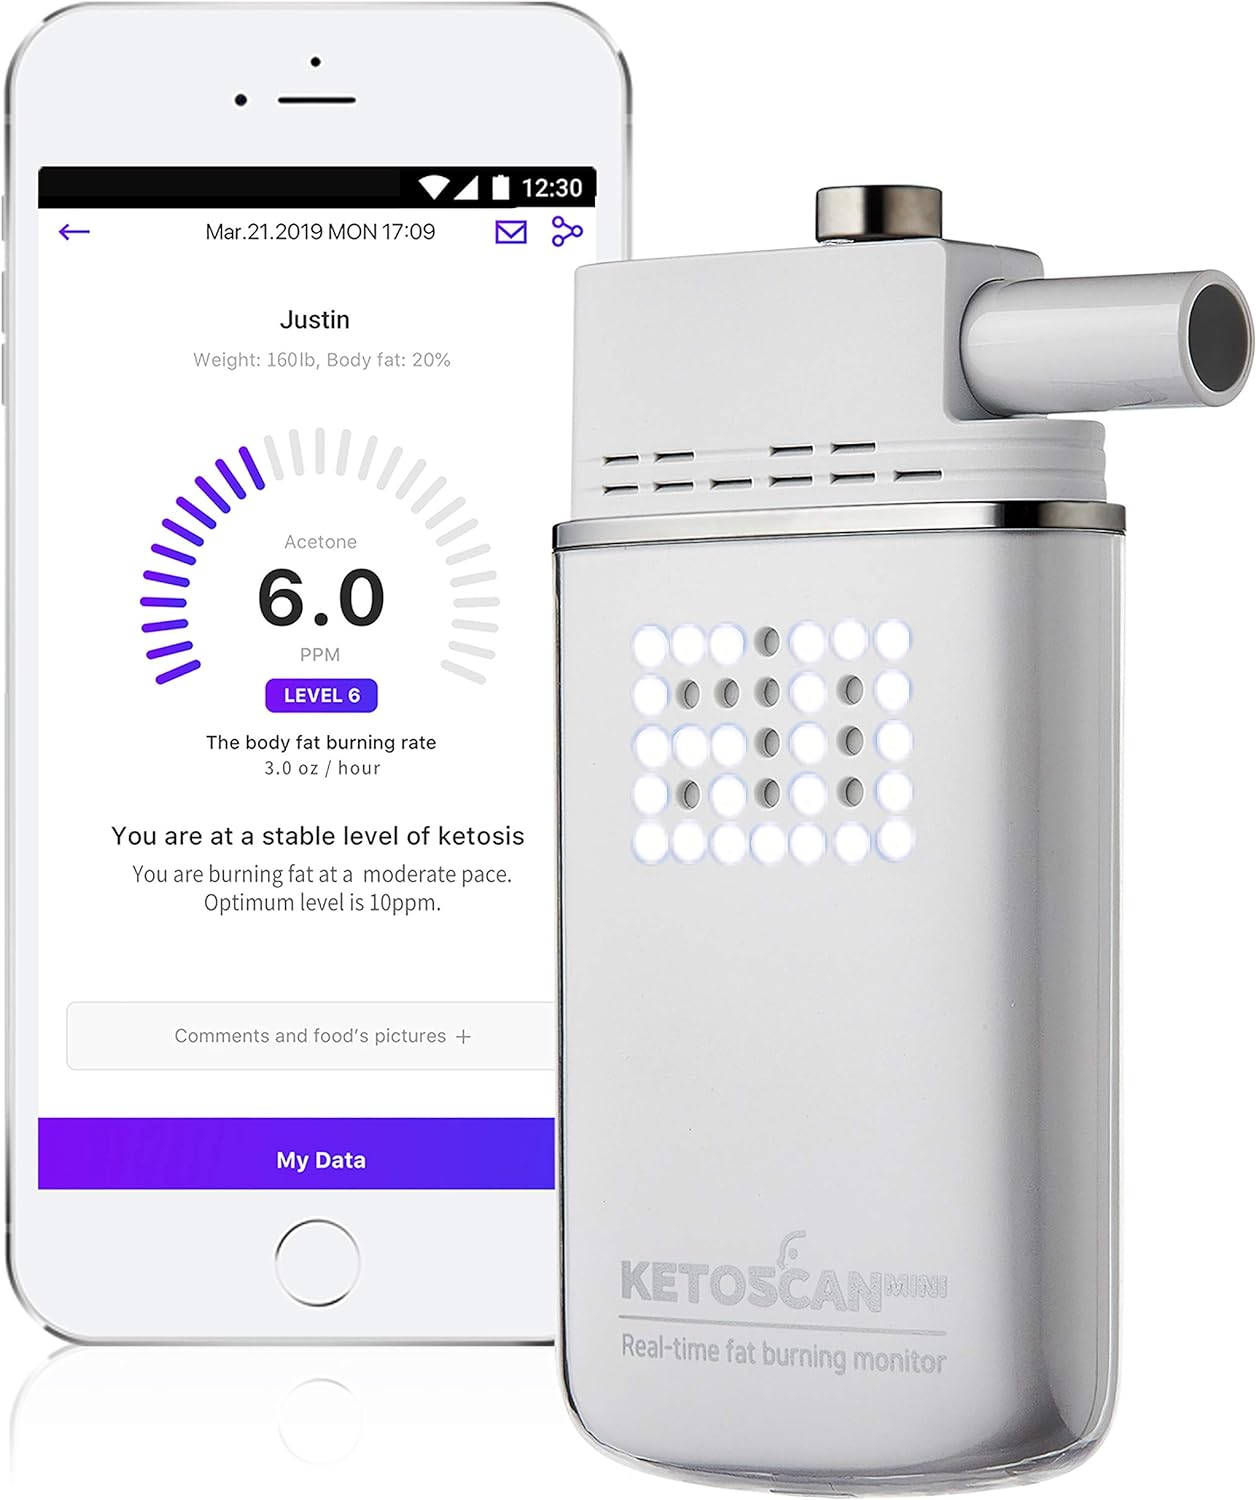 12:30
Mar.21.2019 MON 17:09
Justin
Weight: 160lb, Body fat: 20%
Acetone
6.0
PPM
LEVEL 6
The body fat burning rate
3.0 oz / hour
You are at a stable level of ketosis
You are burning fat at a moderate pace.
Optimum level is 10ppm.
Comments and food's pictures +
My Data
6.0
KETOSCAN MINI
Real-time fat burning monitor